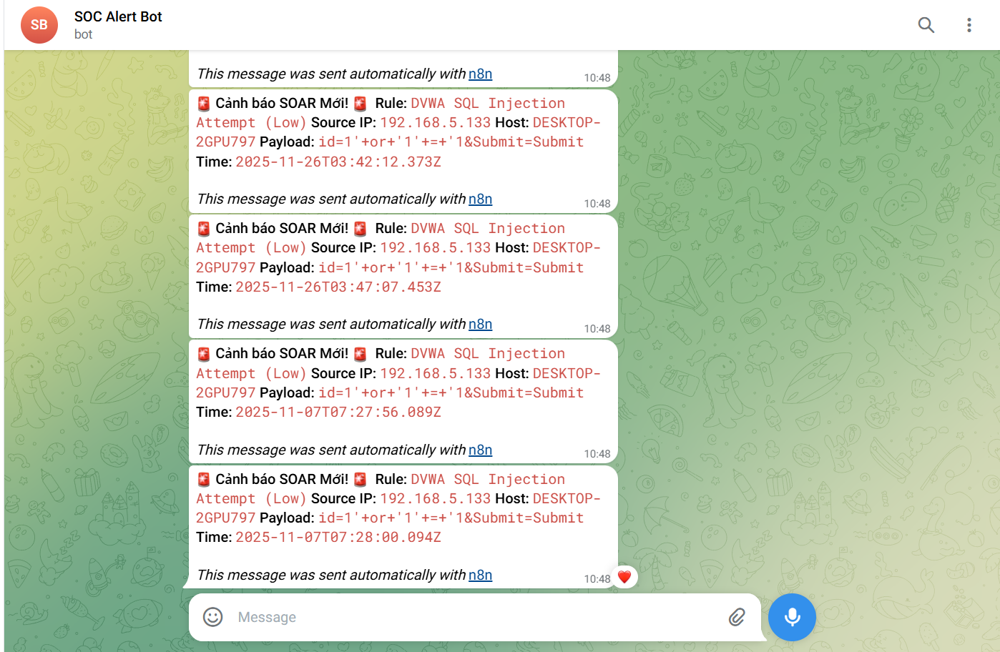 SB
SOC Alert Bot
bot
This message was sent automatically with n8n
10:48
🚨 Cảnh báo SOAR Mới! 🚨 Rule: DVWA SQL Injection
Attempt (Low) Source IP: 192.168.5.133 Host: DESKTOP-
2GPU797 Payload: id=1'+or+'1'+=+'1&Submit=Submit
Time: 2025-11-26T03:42:12.373Z
This message was sent automatically with n8n
10:48
🚨 Cảnh báo SOAR Mới! 🚨 Rule: DVWA SQL Injection
Attempt (Low) Source IP: 192.168.5.133 Host: DESKTOP-
2GPU797 Payload: id=1'+or+'1'+=+'1&Submit=Submit
Time: 2025-11-26T03:47:07.453Z
This message was sent automatically with n8n
10:48
🚨 Cảnh báo SOAR Mới! 🚨 Rule: DVWA SQL Injection
Attempt (Low) Source IP: 192.168.5.133 Host: DESKTOP-
2GPU797 Payload: id=1'+or+'1'+=+'1&Submit=Submit
Time: 2025-11-07T07:27:56.089Z
This message was sent automatically with n8n
10:48
🚨 Cảnh báo SOAR Mới! 🚨 Rule: DVWA SQL Injection
Attempt (Low) Source IP: 192.168.5.133 Host: DESKTOP-
2GPU797 Payload: id=1'+or+'1'+=+'1&Submit=Submit
Time: 2025-11-07T07:28:00.094Z
This message was sent automatically with n8n
10:48
Message